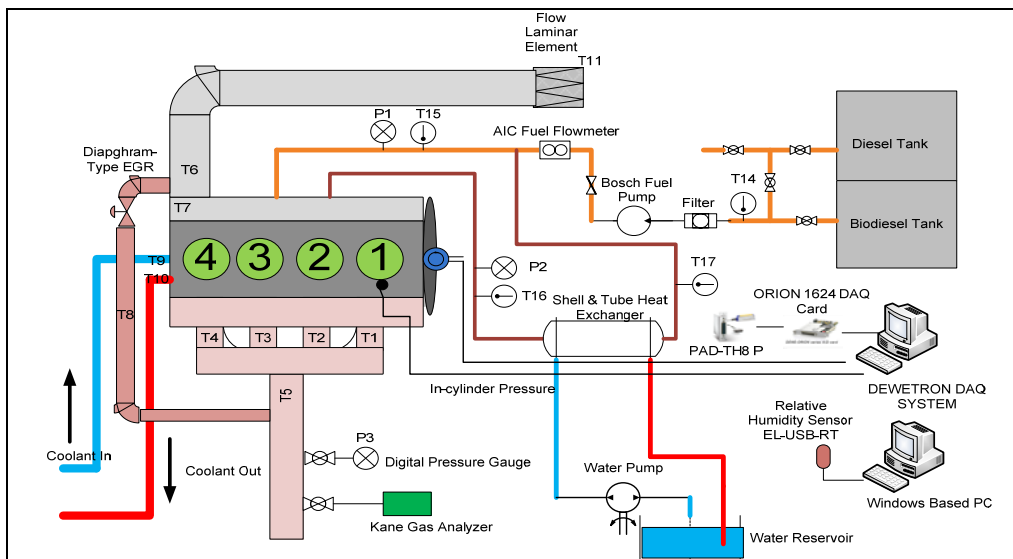 Flow
Laminar
Element
T11
P1
T15
AIC Fuel Flowmeter
Diesel Tank
Diapghram-
Type EGR
T6
T14
Bosch Fuel
Pump
Filter
Biodiesel Tank
T7
4
3
2
1
T9
T10
P2
T16
T17
T8
Shell & Tube Heat
Exchanger
ORION 1624 DAQ
Card
PAD-TH8 P
T4
T3
T2
T1
In-cylinder Pressure
DEWETRON DAQ
SYSTEM
T5
Relative
Humidity Sensor
EL-USB-RT
P3
Coolant In
Coolant Out
Digital Pressure Gauge
Water Pump
Windows Based PC
Kane Gas Analyzer
Water Reservoir